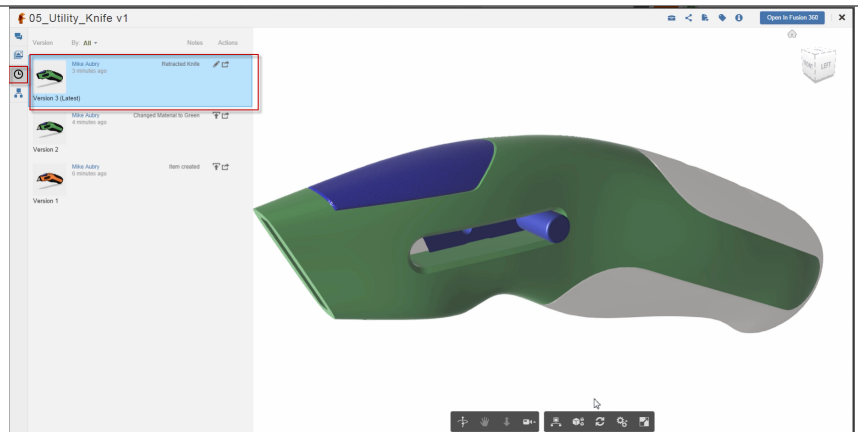 05_Utility_Knife v1
Open In Fusion 360
Version By: All Notes Actions
Mike Aubry Retracted Knife
3 minutes ago
Version 3 (Latest)
Mike Aubry Changed Material to Green
4 minutes ago
Version 2
Mike Aubry Item created
6 minutes ago
Version 1
FRONT LEFT